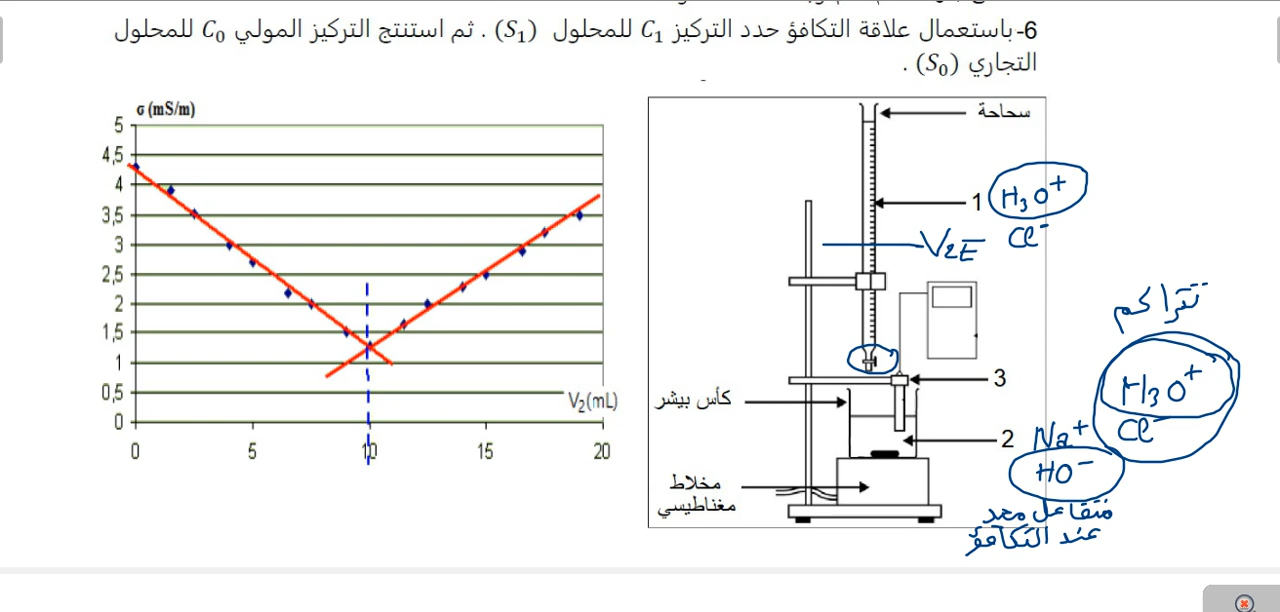 6-باستعمال علاقة التكافؤ حدد التركيز C₁ للمحلول (S₁) . ثم استنتج التركيز المولي C₀ للمحلول
التجاري (S₀) .
σ (mS/m)
5
4,5
4
3,5
3
2,5
2
1,5
1
0,5
0
V₂(mL)
0 5 10 15 20
سحاحة
1 H₃O⁺
Cl⁻
V₂E
3
كأس بيشر
2 Na⁺
HO⁻
تتراكم
H₃O⁺
Cl⁻
مخلاط
مغناطيسي
متفاعل محد
عند التكافؤ